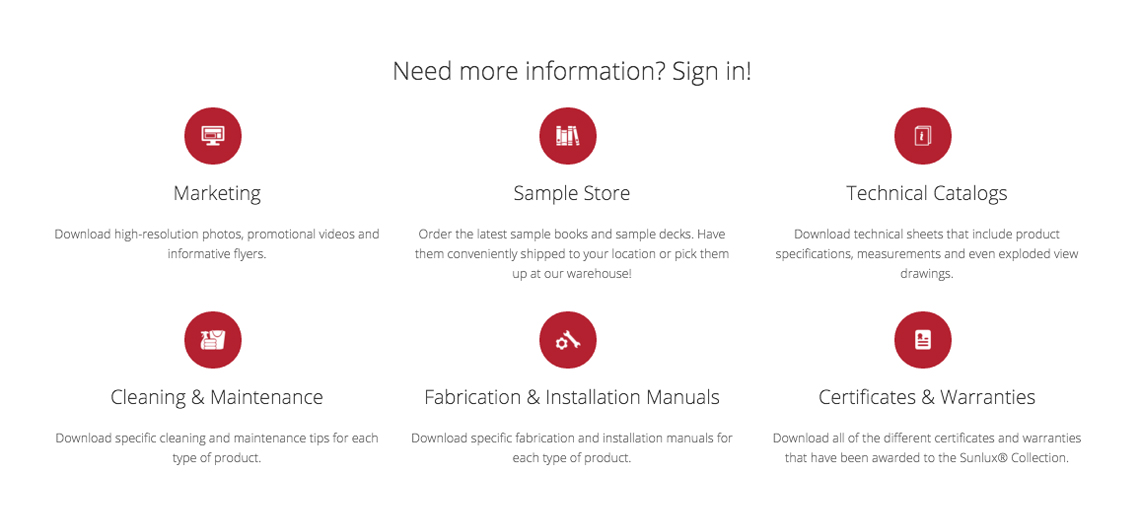 Need more information? Sign in!
Marketing
Download high-resolution photos, promotional videos and
informative flyers.
Sample Store
Order the latest sample books and sample decks. Have
them conveniently shipped to your location or pick them
up at our warehouse!
Technical Catalogs
Download technical sheets that include product
specifications, measurements and even exploded view
drawings.
Cleaning & Maintenance
Download specific cleaning and maintenance tips for each
type of product.
Fabrication & Installation Manuals
Download specific fabrication and installation manuals for
each type of product.
Certificates & Warranties
Download all of the different certificates and warranties
that have been awarded to the Sunlux® Collection.